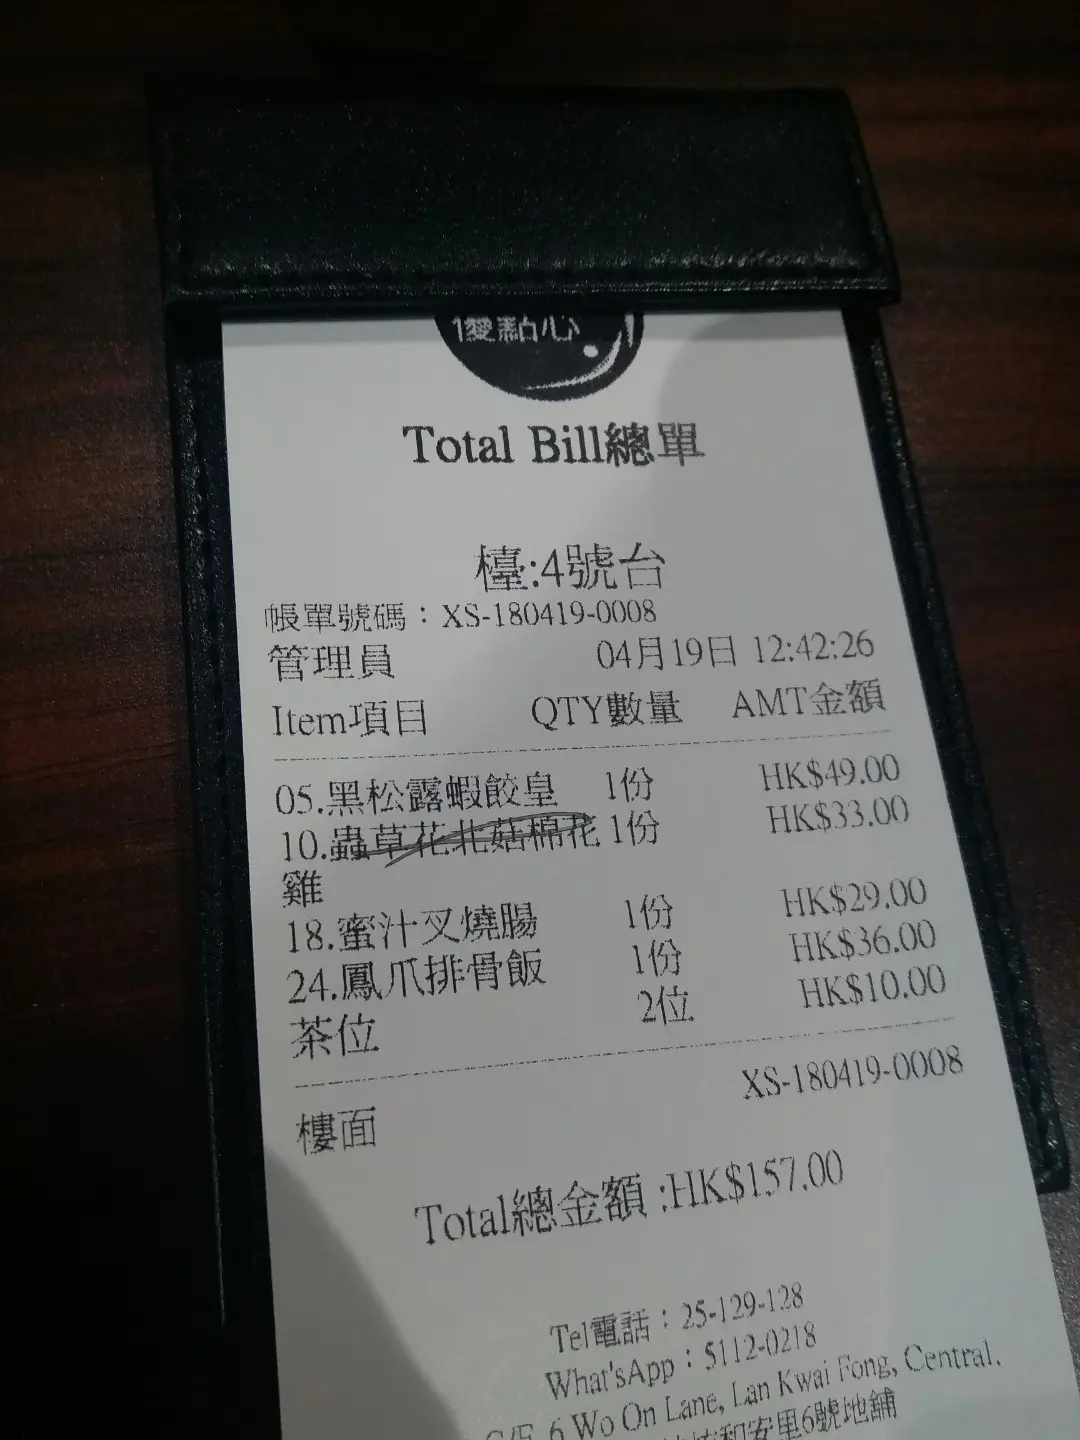 優點心
Total Bill總單
檯:4號台
帳單號碼：XS-180419-0008
管理員 04月19日 12:42:26
Item項目 QTY數量 AMT金額
05.黑松露蝦餃皇 1份 HK$49.00
10.蟲草花北菇棉花 1份 HK$33.00
雞
18.蜜汁叉燒腸 1份 HK$29.00
24.鳳爪排骨飯 1份 HK$36.00
茶位 2位 HK$10.00
樓面 XS-180419-0008
Total總金額 :HK$157.00
Tel電話：25-129-128
What'sApp：5112-0218
G/F, 6 Wo On Lane, Lan Kwai Fong, Central.
和安里6號地舖